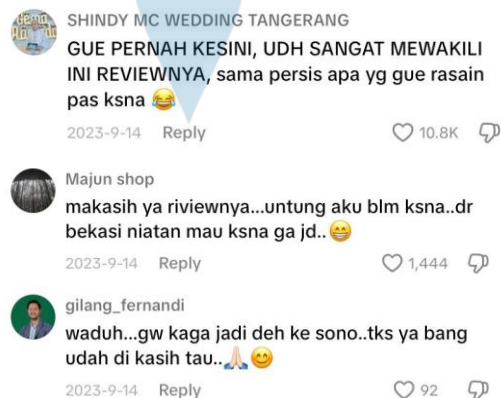 SHINDY MC WEDDING TANGERANG
GUE PERNAH KESINI, UDH SANGAT MEWAKILI
INI REVIEWNYA, sama persis apa yg gue rasain
pas ksna 😂
2023-9-14 Reply 10.8K
Majun shop
makasih ya riviewnya...untung aku blm ksna..dr
bekasi niatan mau ksna ga jd..😁
2023-9-14 Reply 1,444
gilang_fernandi
waduh...gw kaga jadi deh ke sono..tks ya bang
udah di kasih tau..🙏🏻😊
2023-9-14 Reply 92